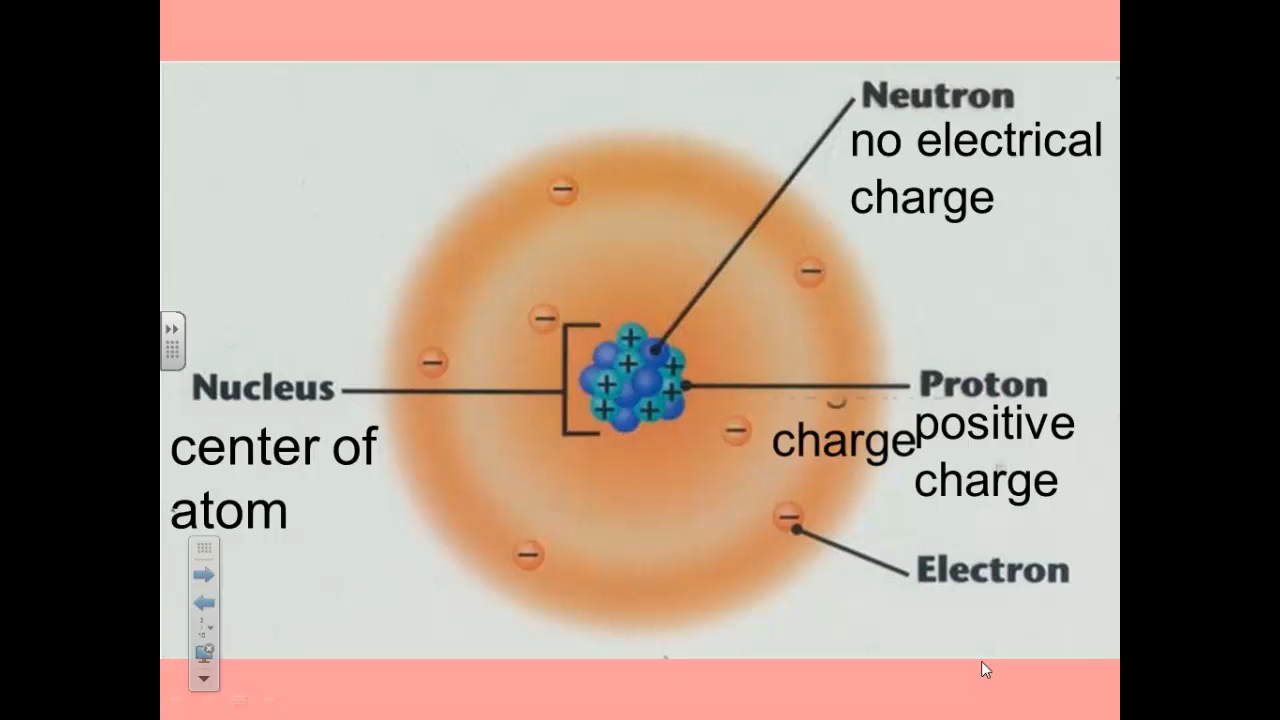 Neutron
no electrical
charge
Nucleus
center of
atom
Proton
positive
charge
charge
Electron